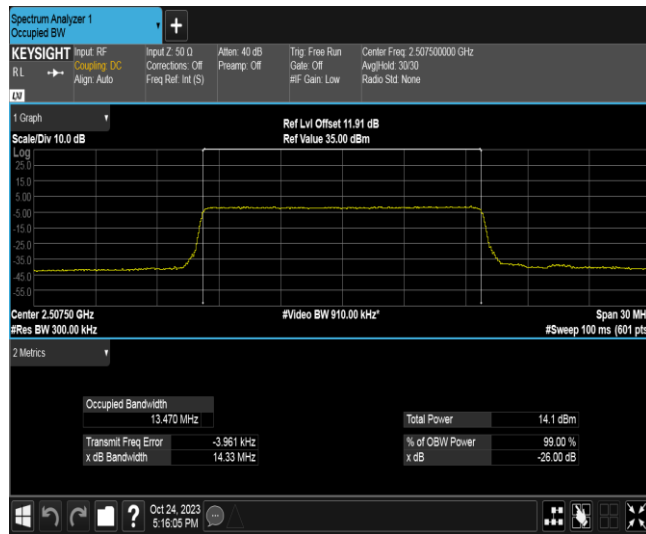 Spectrum Analyzer 1
Occupied BW
+
KEYSIGHT
RL
LXI
Input: RF
Coupling: DC
Align: Auto
Input Z: 50 Ω
Corrections: Off
Freq Ref: Int (S)
Atten: 40 dB
Preamp: Off
Trig: Free Run
Gate: Off
#IF Gain: Low
Center Freq: 2.507500000 GHz
Avg|Hold: 30/30
Radio Std: None
1 Graph
Scale/Div 10.0 dB
Ref Lvl Offset 11.91 dB
Ref Value 35.00 dBm
Log
25.0
15.0
5.00
-5.00
-15.0
-25.0
-35.0
-45.0
-55.0
Center 2.50750 GHz
#Res BW 300.00 kHz
#Video BW 910.00 kHz*
Span 30 MH
#Sweep 100 ms (601 pts
2 Metrics
Occupied Bandwidth
13.470 MHz
Transmit Freq Error -3.961 kHz
x dB Bandwidth 14.33 MHz
Total Power 14.1 dBm
% of OBW Power 99.00 %
x dB -26.00 dB
?
Oct 24, 2023
5:16:05 PM